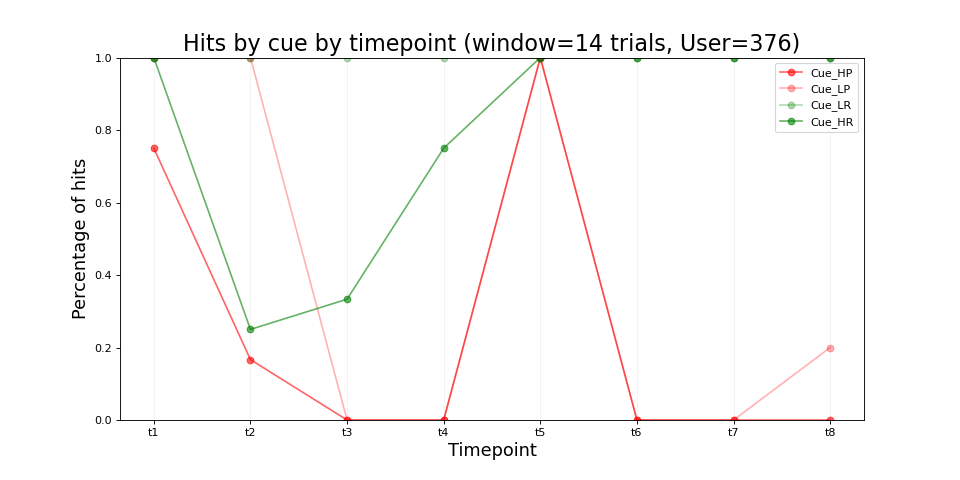 Hits by cue by timepoint (window=14 trials, User=376)
Percentage of hits
1.0
0.8
0.6
0.4
0.2
0.0
Cue_HP
Cue_LP
Cue_LR
Cue_HR
t1 t2 t3 t4 t5 t6 t7 t8
Timepoint